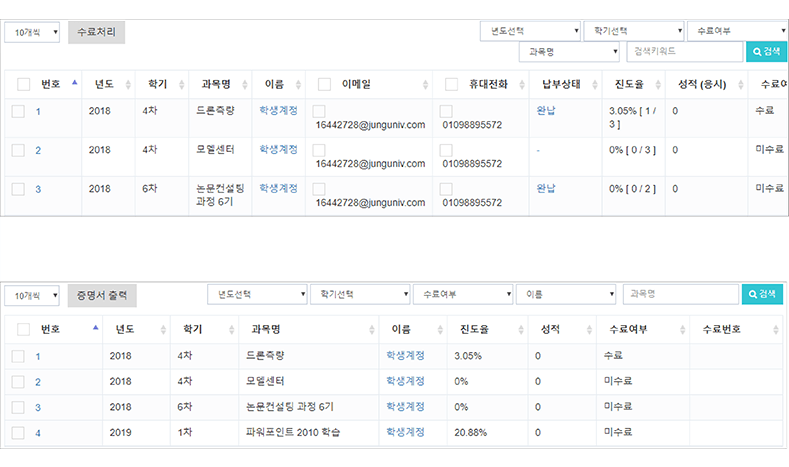 10개씩 수료처리 년도선택 학기선택 수료여부
과목명 검색키워드 검색
번호 년도 학기 과목명 이름 이메일 휴대전화 납부상태 진도율 성적 (응시) 수료여
1 2018 4차 드론측량 학생계정 16442728@junguniv.com 01098895572 완납 3.05% [ 1 / 3 ] 0 수료
2 2018 4차 모델센터 학생계정 16442728@junguniv.com 01098895572 - 0% [ 0 / 3 ] 0 미수료
3 2018 6차 논문컨설팅 과정 6기 학생계정 16442728@junguniv.com 01098895572 완납 0% [ 0 / 2 ] 0 미수료
10개씩 증명서 출력 년도선택 학기선택 수료여부 이름 과목명 검색
번호 년도 학기 과목명 이름 진도율 성적 수료여부 수료번호
1 2018 4차 드론측량 학생계정 3.05% 0 수료
2 2018 4차 모델센터 학생계정 0% 0 미수료
3 2018 6차 논문컨설팅 과정 6기 학생계정 0% 0 미수료
4 2019 1차 파워포인트 2010 학습 학생계정 20.88% 0 미수료